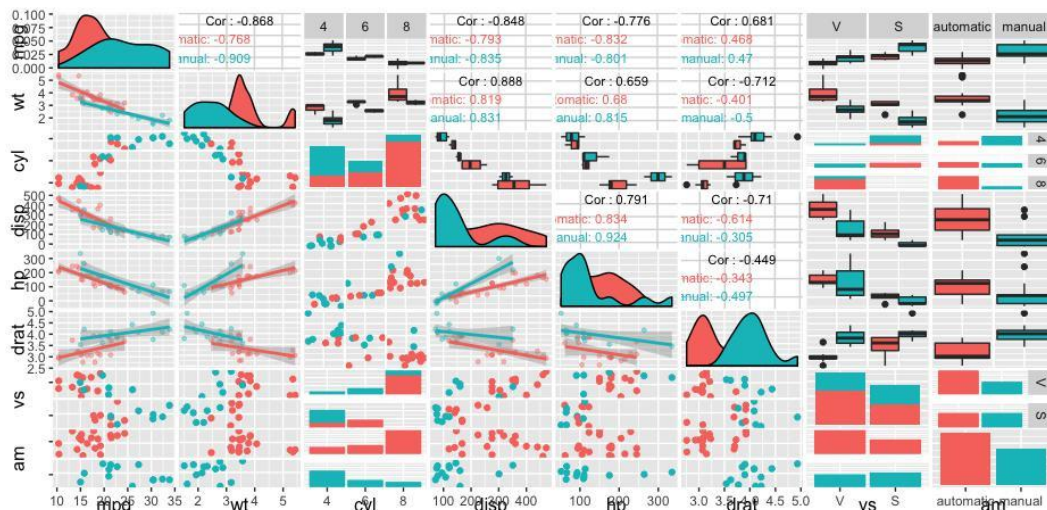 0.100
0.075
0.050
0.025
0.000
mpg
Cor : -0.868
matic: -0.768
anual: -0.909
4 6 8
Cor : -0.848
matic: -0.793
anual: -0.835
Cor : -0.776
omatic: -0.832
anual: -0.801
Cor : 0.681
matic: 0.468
anual: 0.47
V S
automatic manual
wt
5
4
3
2
Cor : 0.888
omatic: 0.819
anual: 0.831
Cor : 0.659
omatic: 0.68
anual: 0.815
Cor : -0.712
matic: -0.401
anual: -0.5
cyl
4
6
8
disp
500
400
300
200
100
0
Cor : 0.791
omatic: 0.834
anual: 0.924
Cor : -0.71
matic: -0.614
anual: -0.305
hp
300
200
100
0
Cor : -0.449
matic: -0.343
anual: -0.497
drat
5.0
4.5
4.0
3.5
3.0
2.5
vs
V
S
am
10 15 20 25 30 35
mpg
2 3 4 5
wt
4 6 8
cyl
100 200 300 400
disp
100 200 300
hp
3.0 3.5 4.0 4.5 5.0
drat
V S
vs
automatic manual
am